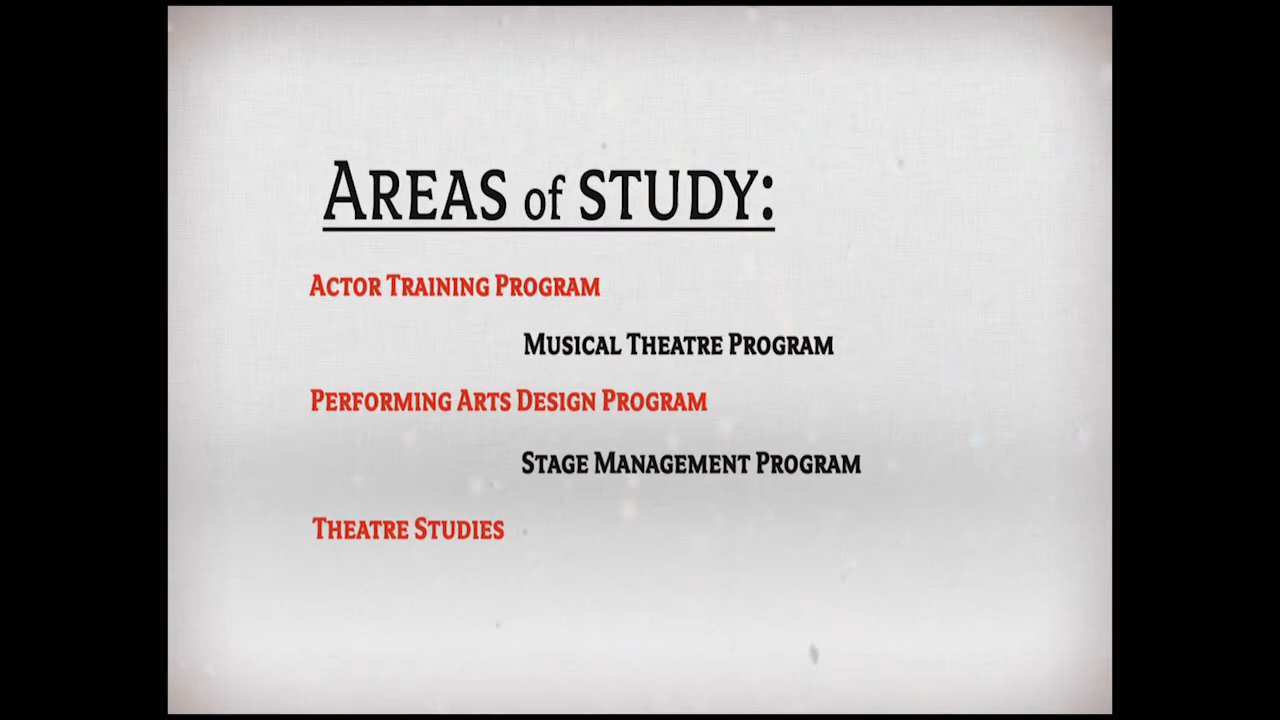 Areas of study:
Actor Training Program
Musical Theatre Program
Performing Arts Design Program
Stage Management Program
Theatre Studies